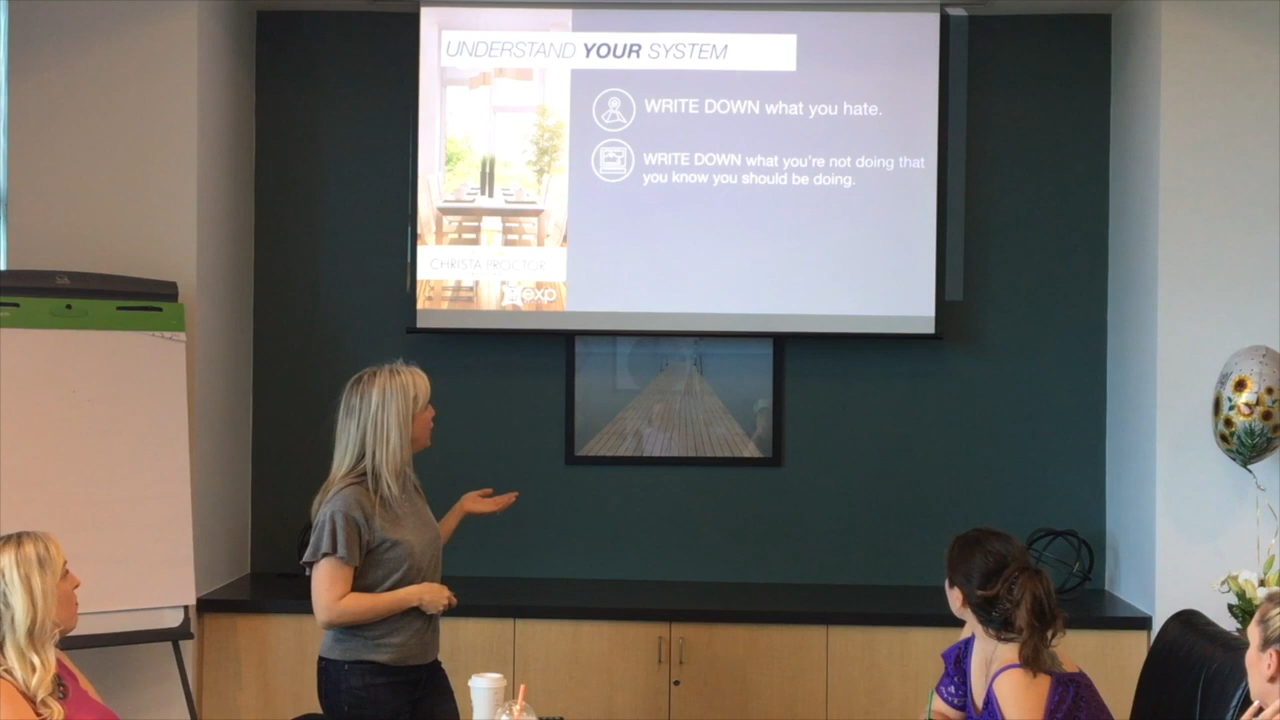 UNDERSTAND YOUR SYSTEM
WRITE DOWN what you hate.
WRITE DOWN what you're not doing that
you know you should be doing.
CHRISTA PROCTOR
exp